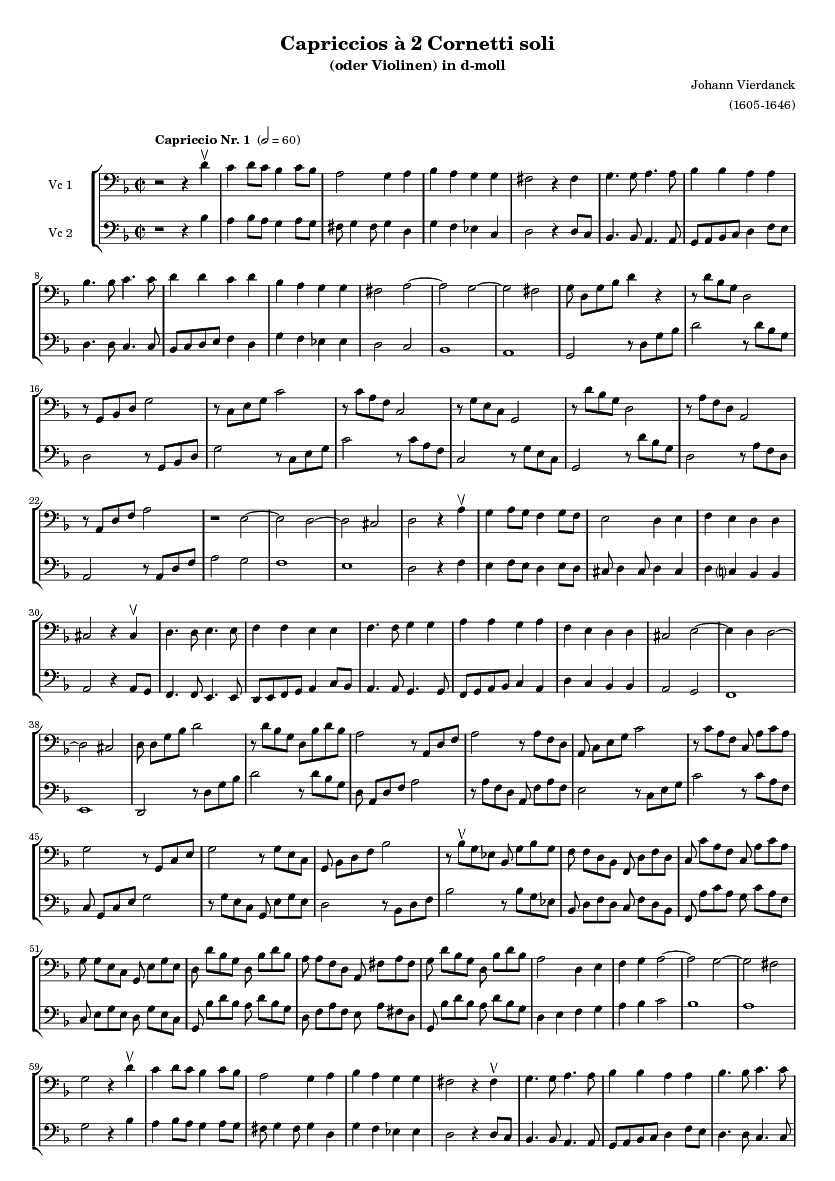 Capriccios à 2 Cornetti soli
(oder Violinen) in d-moll
Johann Vierdanck
(1605-1646)
Capriccio Nr. 1 (𝅗𝅥 = 60)
Vc 1
Vc 2
8
16
22
30
38
45
51
59